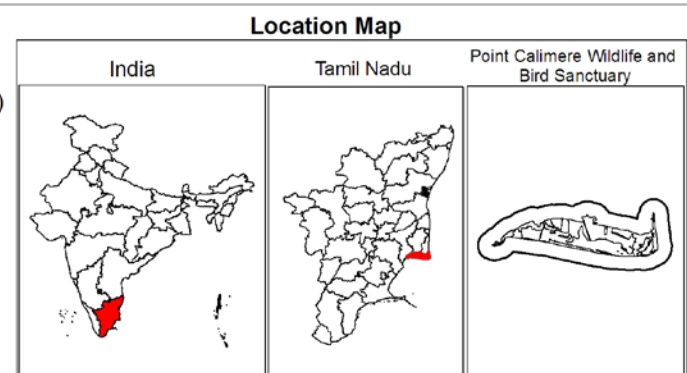 Location Map
India
Tamil Nadu
Point Calimere Wildlife and
Bird Sanctuary
)